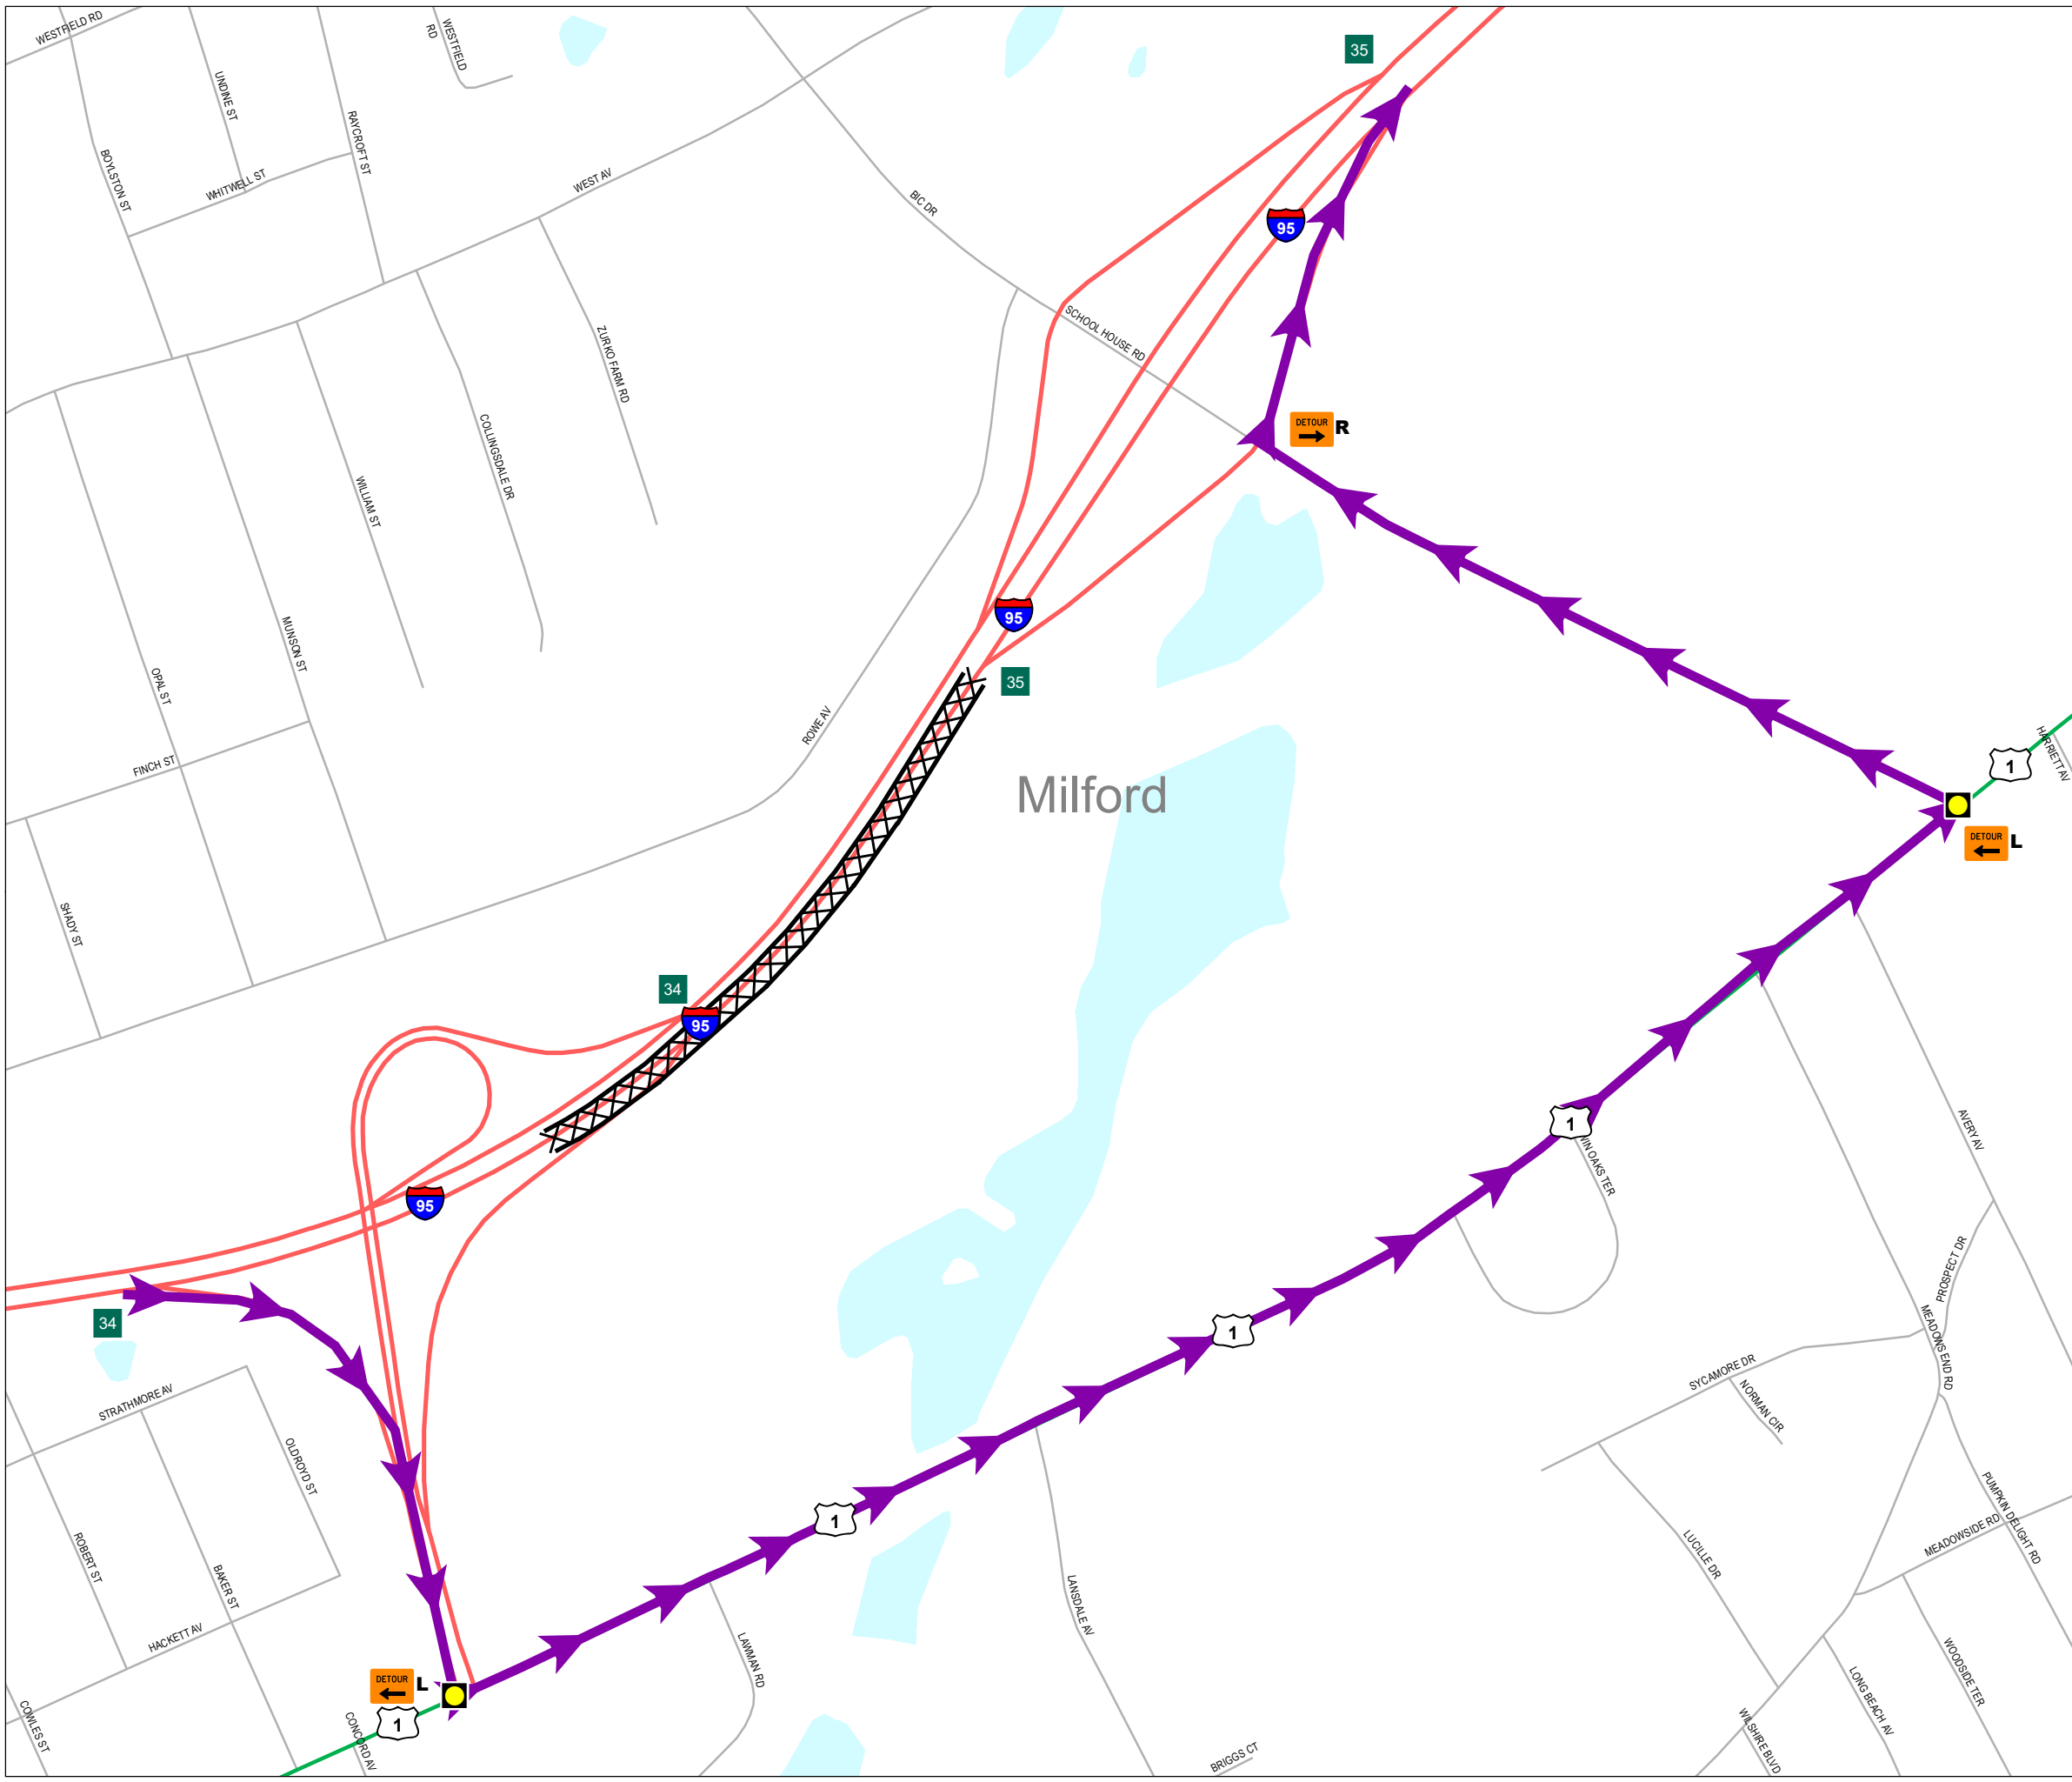 WESTFIELD RD
WESTFIELD
RD
35
UNDINE ST
RAYCROFT ST
BOYLSTON ST
WHITWELL ST
WEST AV
BIC DR
95
SCHOOL HOUSE RD
ZURKO FARM RD
COLLINGSDALE DR
DETOUR
R
WILLIAM ST
MUNSON ST
95
OPAL ST
35
ROWE AV
FINCH ST
Milford
HARRIETT AV
1
DETOUR
L
SHADY ST
34
95
1
WIN OAKS TER
AVERY AV
95
PROSPECT DR
34
1
MEADOWS END RD
STRATHMORE AV
SYCAMORE DR
NORMAN CIR
OLDROYD ST
1
PUMPKIN DELIGHT RD
MEADOWSIDE RD
LUCILLE DR
ROBERT ST
BAKER ST
LANSDALE AV
HACKETT AV
LAWMAN RD
WOODSIDE TER
LONG BEACH AV
DETOUR
L
1
COWLES ST
CONCORD AV
WILSHIRE BLVD
BRIGGS CT